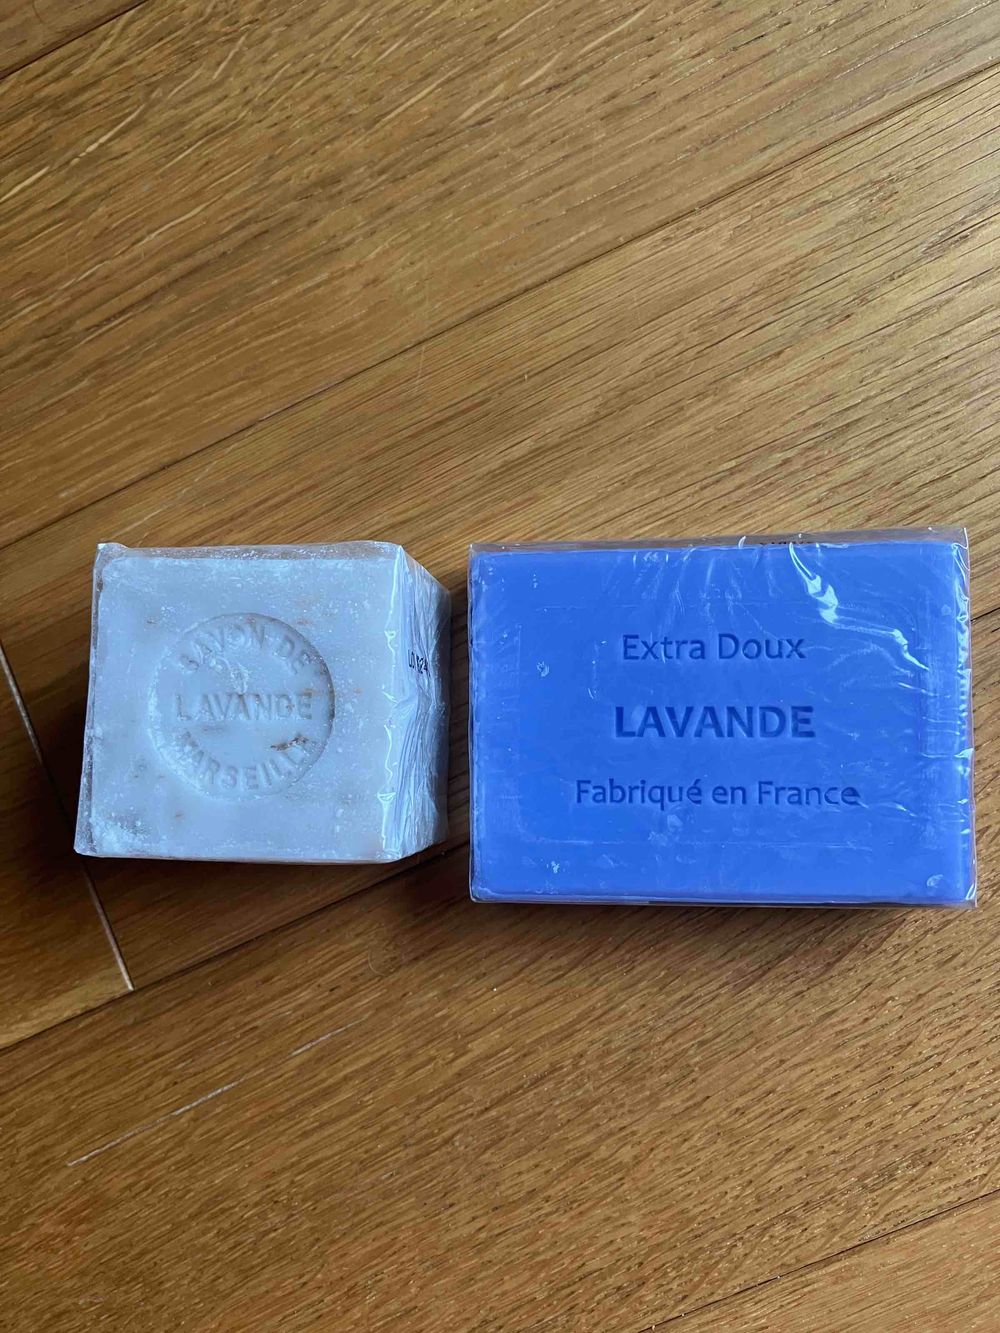 SAVON DE
LAVANDE
MARSEILLE
Extra Doux
LAVANDE
Fabriqué en France